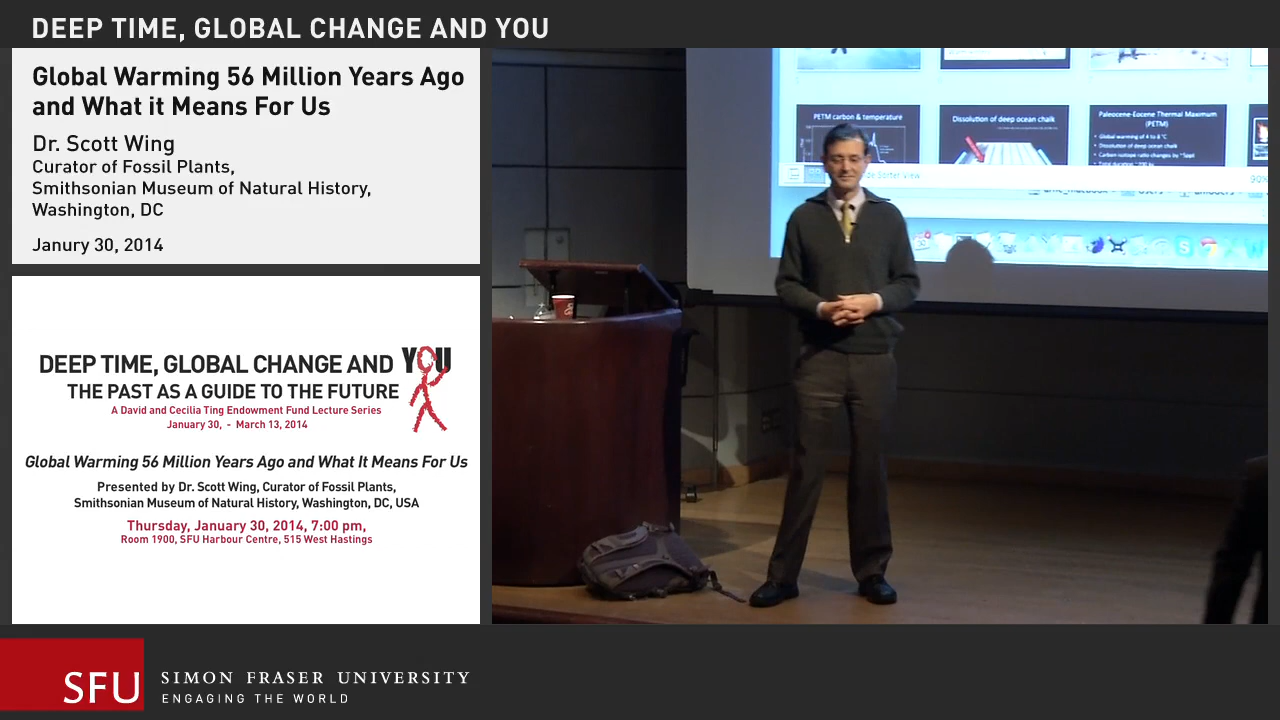 DEEP TIME, GLOBAL CHANGE AND YOU
Global Warming 56 Million Years Ago
and What it Means For Us
Dr. Scott Wing
Curator of Fossil Plants,
Smithsonian Museum of Natural History,
Washington, DC
Janury 30, 2014
DEEP TIME, GLOBAL CHANGE AND YOU
THE PAST AS A GUIDE TO THE FUTURE
A David and Cecilia Ting Endowment Fund Lecture Series
January 30, - March 13, 2014
Global Warming 56 Million Years Ago and What It Means For Us
Presented by Dr. Scott Wing, Curator of Fossil Plants,
Smithsonian Museum of Natural History, Washington, DC, USA
Thursday, January 30, 2014, 7:00 pm,
Room 1900, SFU Harbour Centre, 515 West Hastings
PETM carbon & temperature
Dissolution of deep ocean chalk
Paleocene-Eocene Thermal Maximum
(PETM)
Global warming of 4 to 8 °C
Dissolution of deep ocean chalk
Carbon isotope ratio changes by
Sorter View
90%
SFU
SIMON FRASER UNIVERSITY
ENGAGING THE WORLD